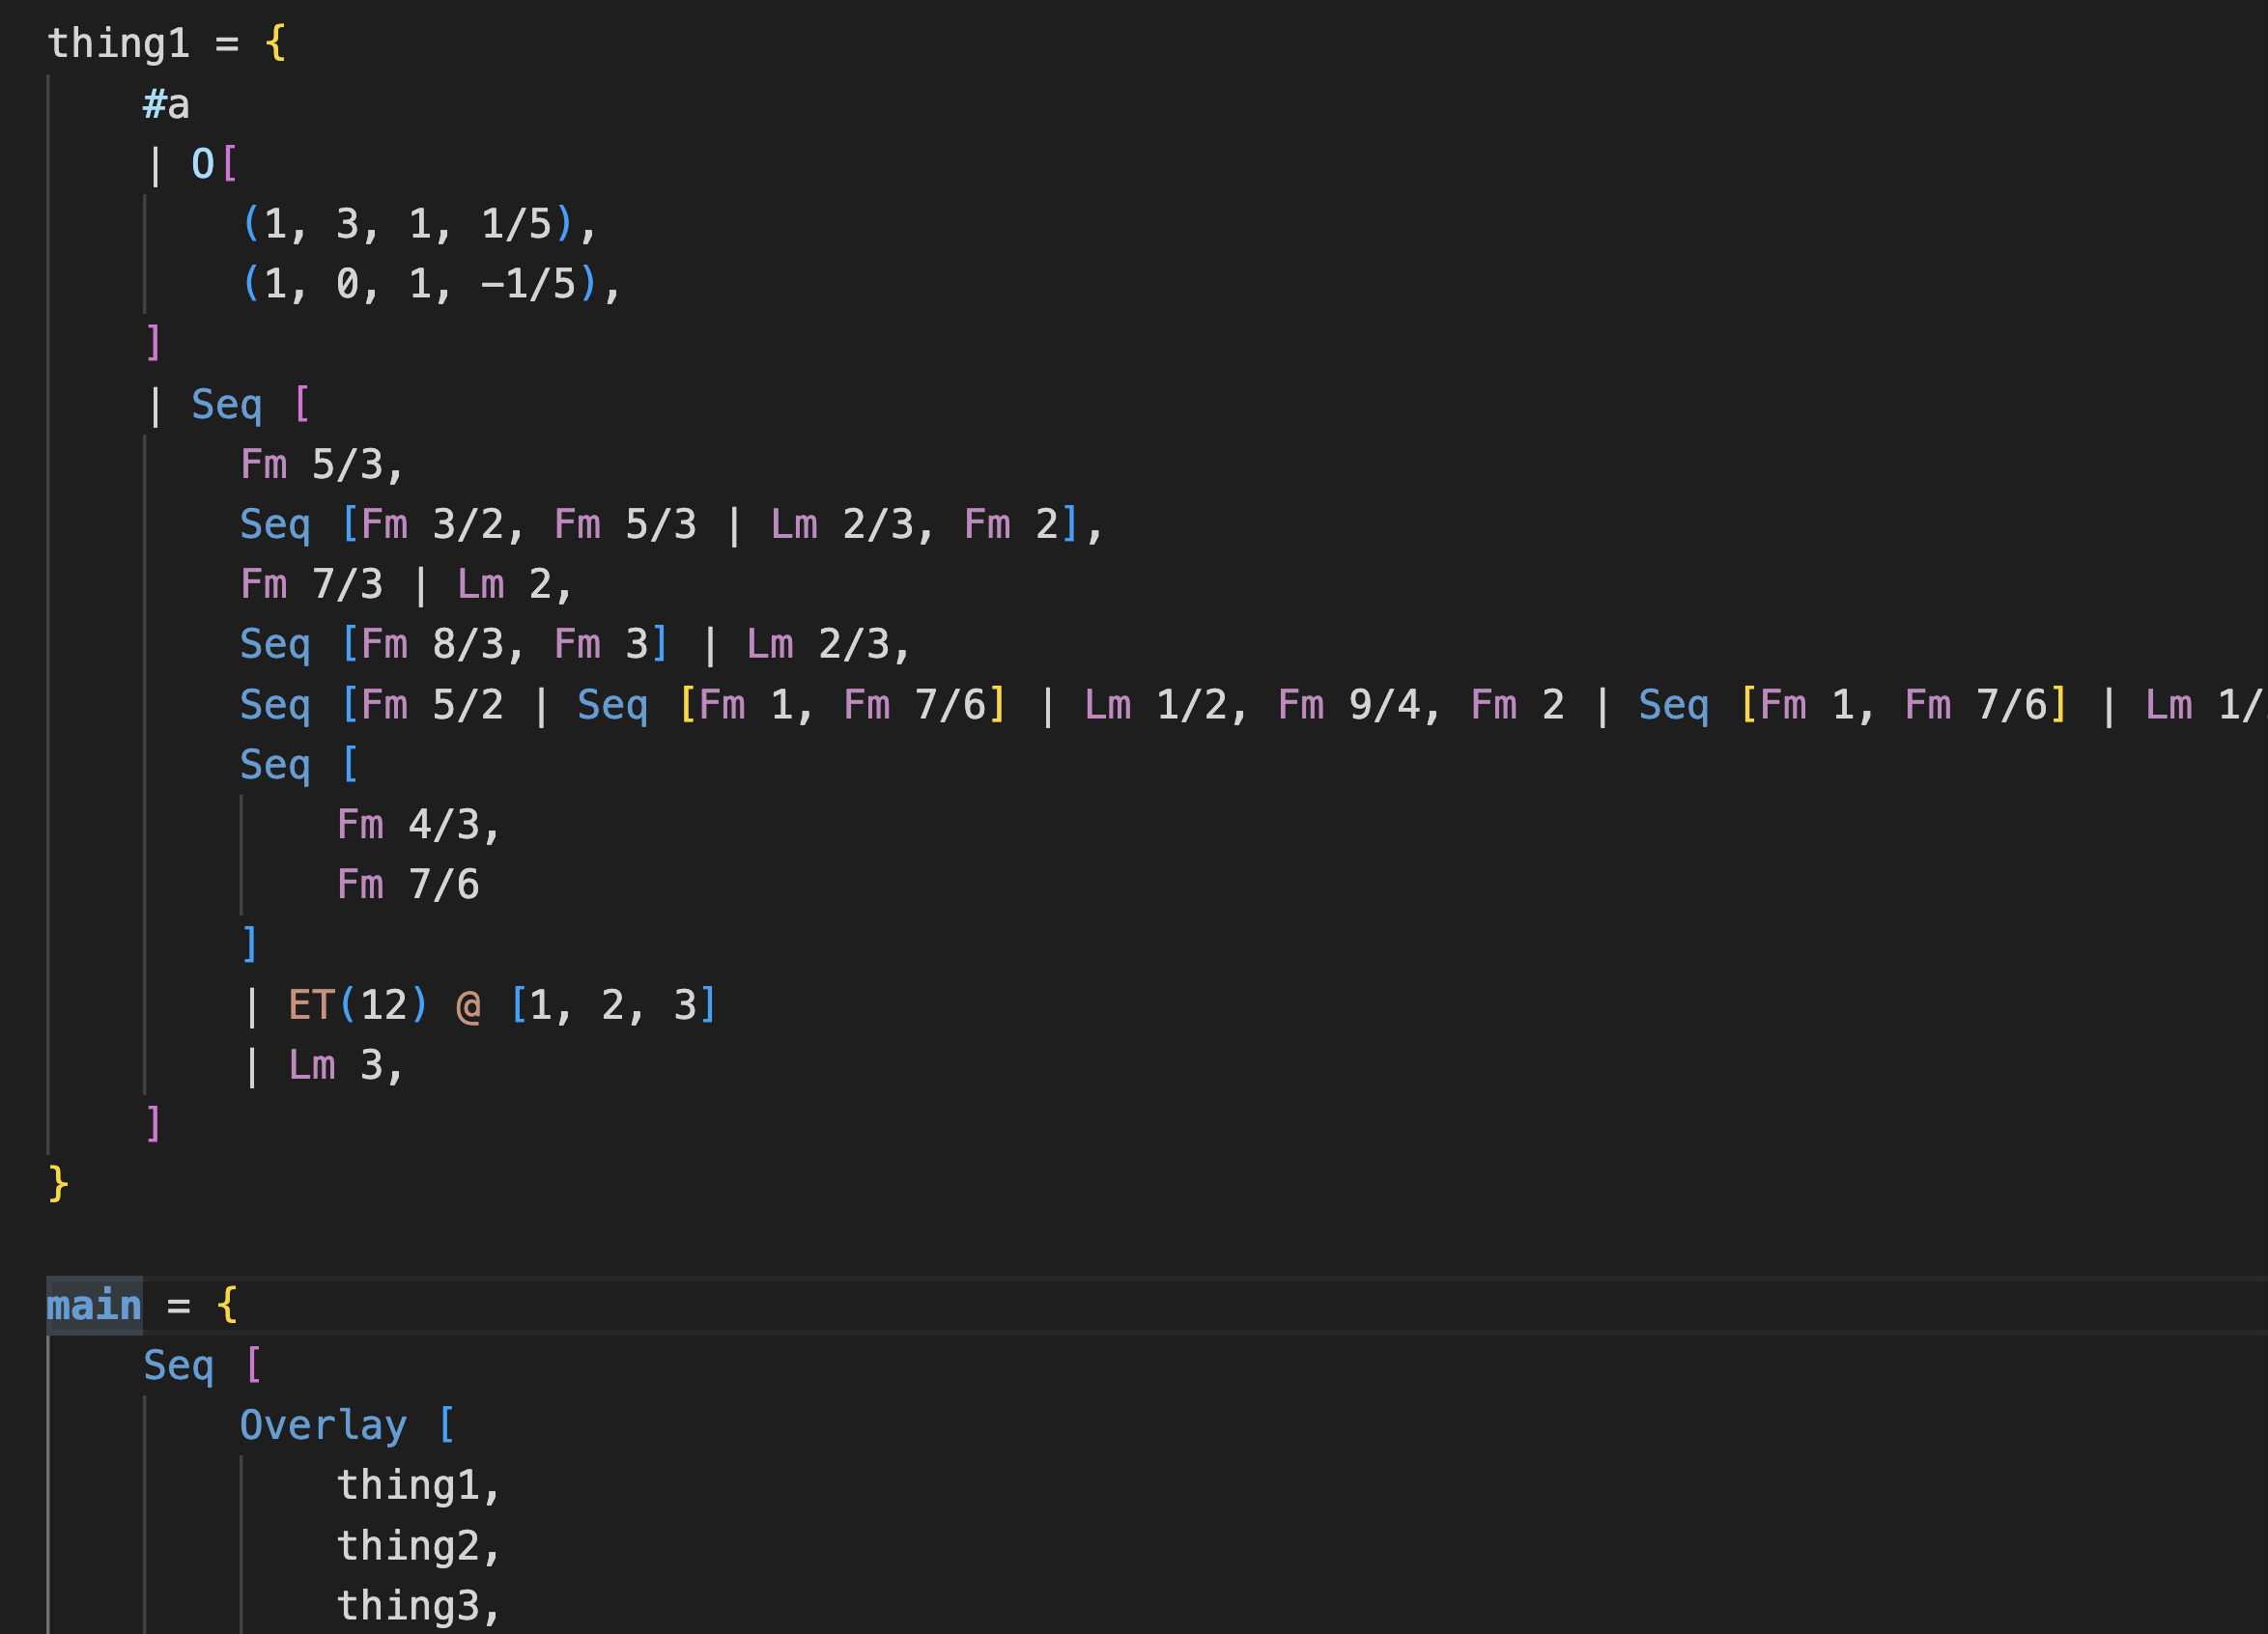 thing1 = {
    #a
    | O[
        (1, 3, 1, 1/5),
        (1, 0, 1, -1/5),
    ]
    | Seq [
        Fm 5/3,
        Seq [Fm 3/2, Fm 5/3 | Lm 2/3, Fm 2],
        Fm 7/3 | Lm 2,
        Seq [Fm 8/3, Fm 3] | Lm 2/3,
        Seq [Fm 5/2 | Seq [Fm 1, Fm 7/6] | Lm 1/2, Fm 9/4, Fm 2 | Seq [Fm 1, Fm 7/6] | Lm 1/
        Seq [
            Fm 4/3,
            Fm 7/6
        ]
        | ET(12) @ [1, 2, 3]
        | Lm 3,
    ]
}
main = {
    Seq [
        Overlay [
            thing1,
            thing2,
            thing3,